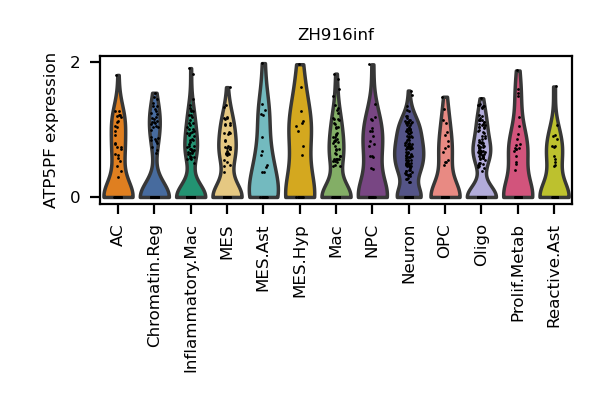 ZH916inf
ATP5PF expression
2
0
AC
Chromatin.Reg
Inflammatory.Mac
MES
MES.Ast
MES.Hyp
Mac
NPC
Neuron
OPC
Oligo
Prolif.Metab
Reactive.Ast